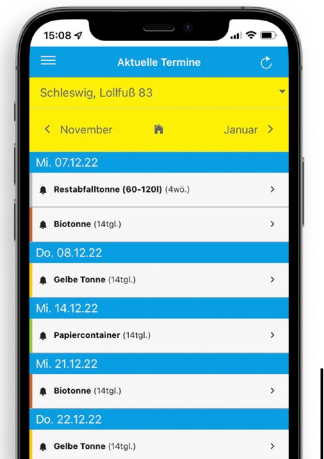 15:08
Aktuelle Termine
Schleswig, Lollfuß 83
November
Januar
Mi. 07.12.22
Restabfalltonne (60-120l) (4wö.)
Biotonne (14tgl.)
Do. 08.12.22
Gelbe Tonne (14tgl.)
Mi. 14.12.22
Papiercontainer (14tgl.)
Mi. 21.12.22
Biotonne (14tgl.)
Do. 22.12.22
Gelbe Tonne (14tgl.)